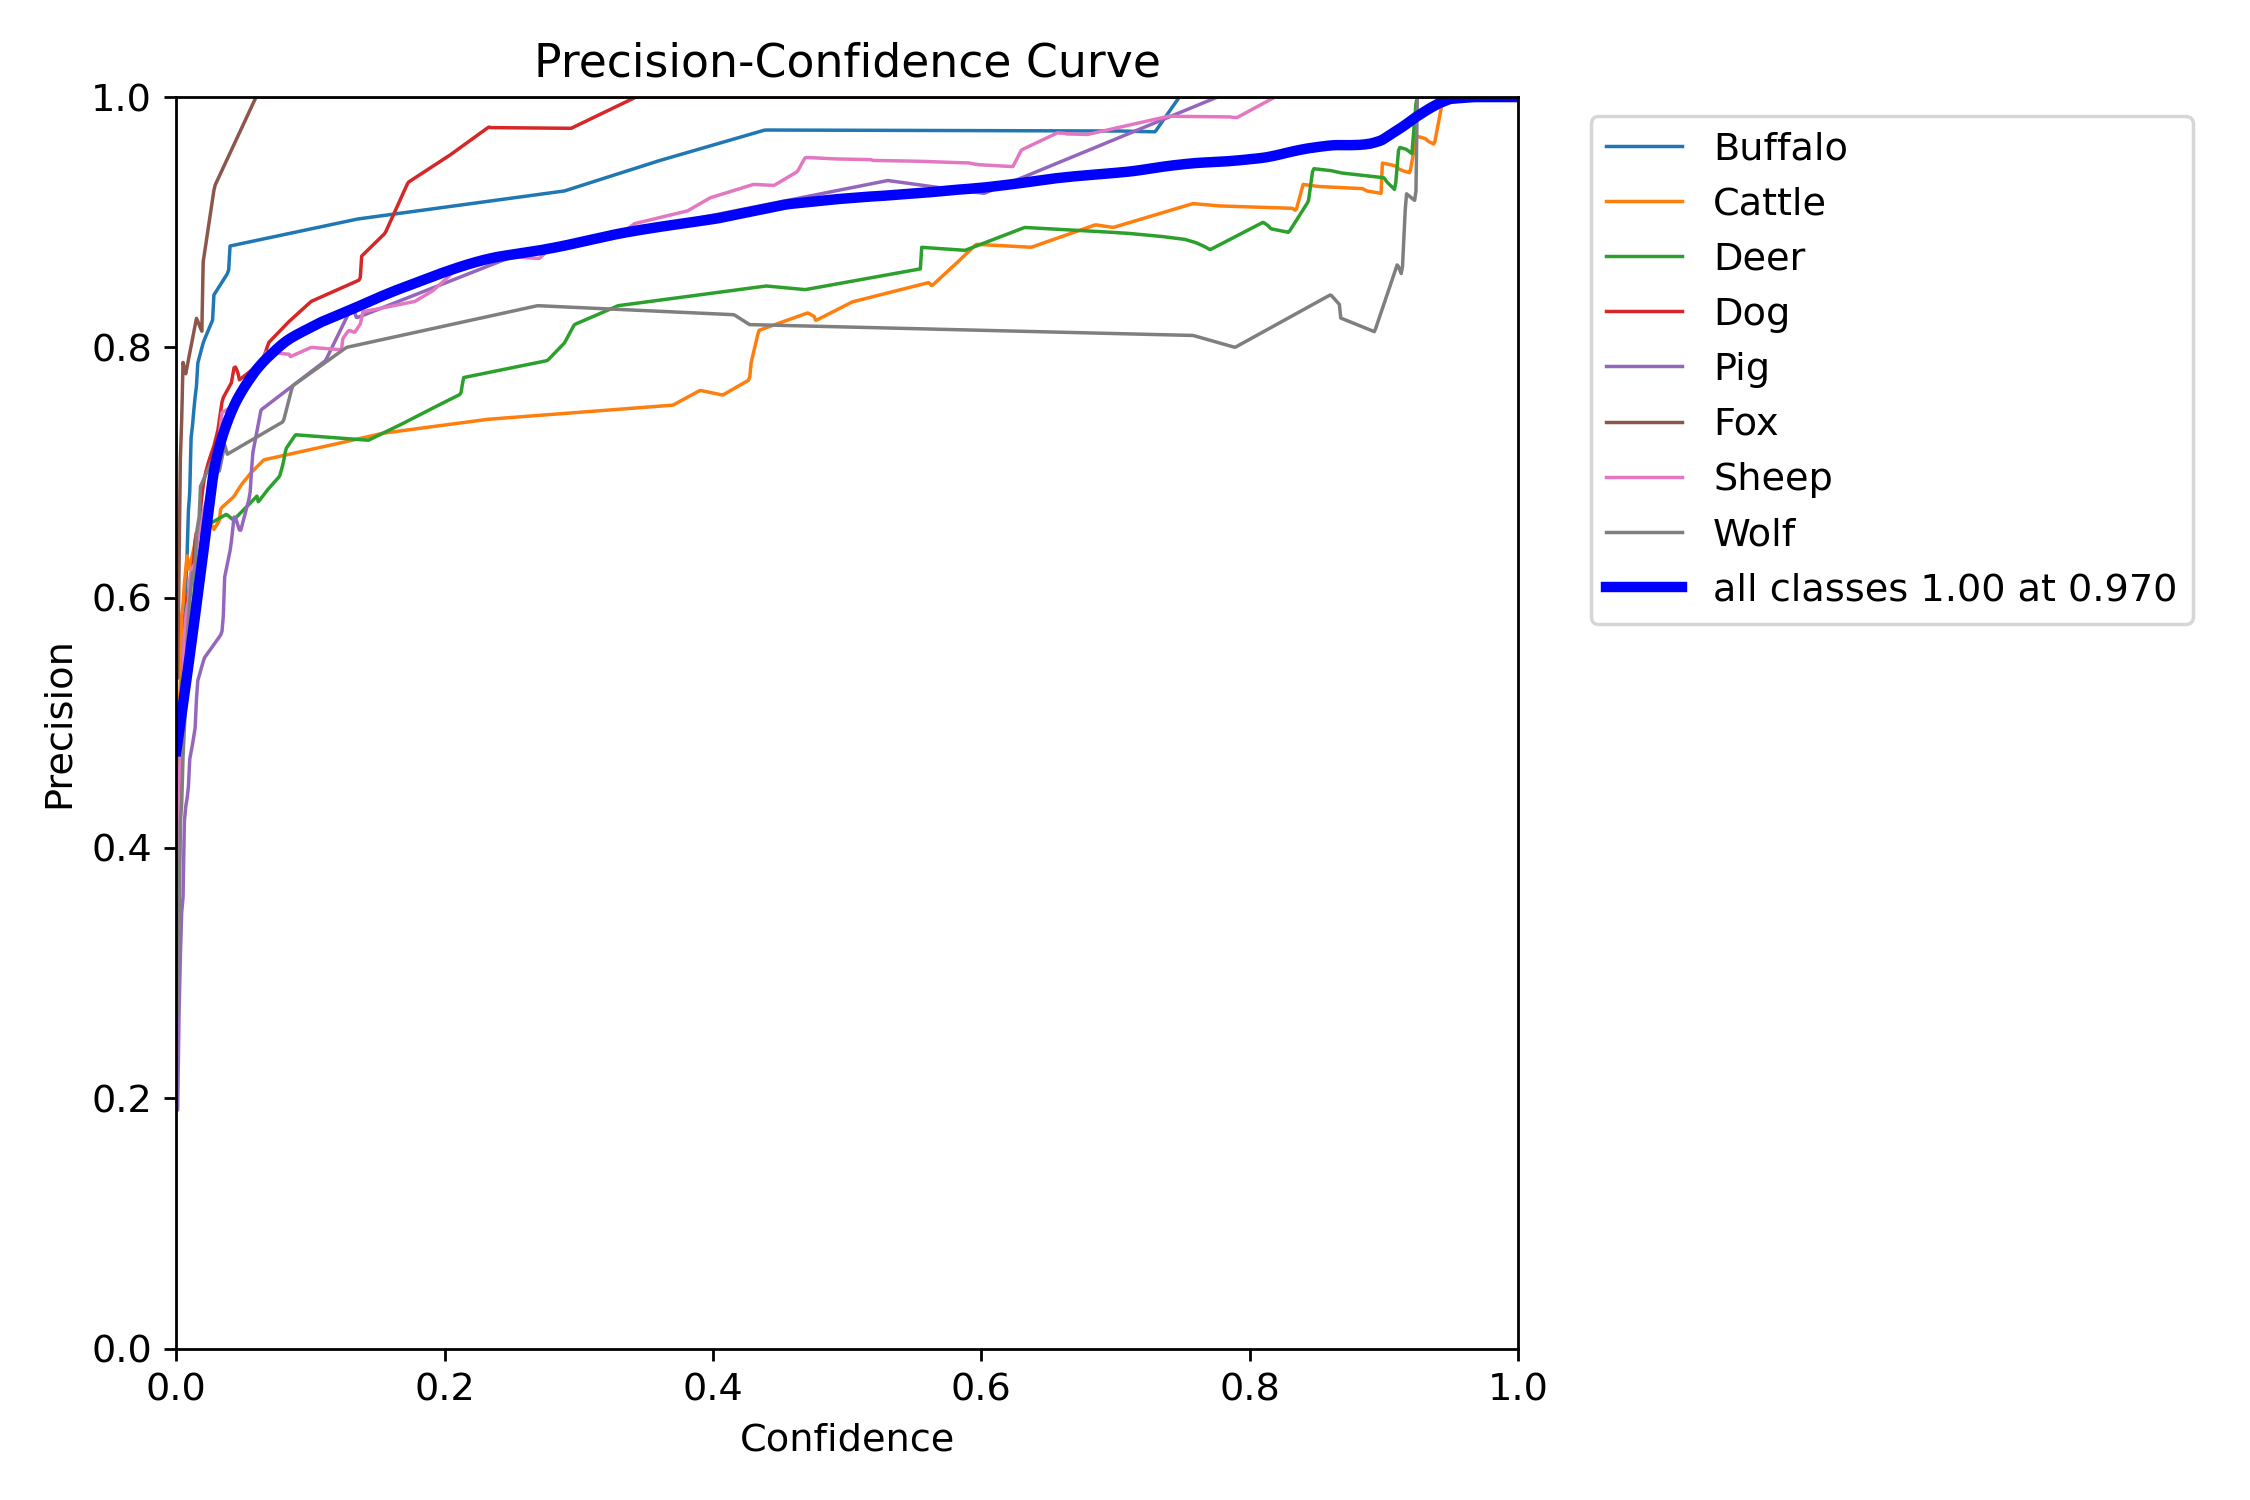 Precision-Confidence Curve
1.0
0.8
0.6
0.4
0.2
0.0
Precision
0.0 0.2 0.4 0.6 0.8 1.0
Confidence
Buffalo
Cattle
Deer
Dog
Pig
Fox
Sheep
Wolf
all classes 1.00 at 0.970